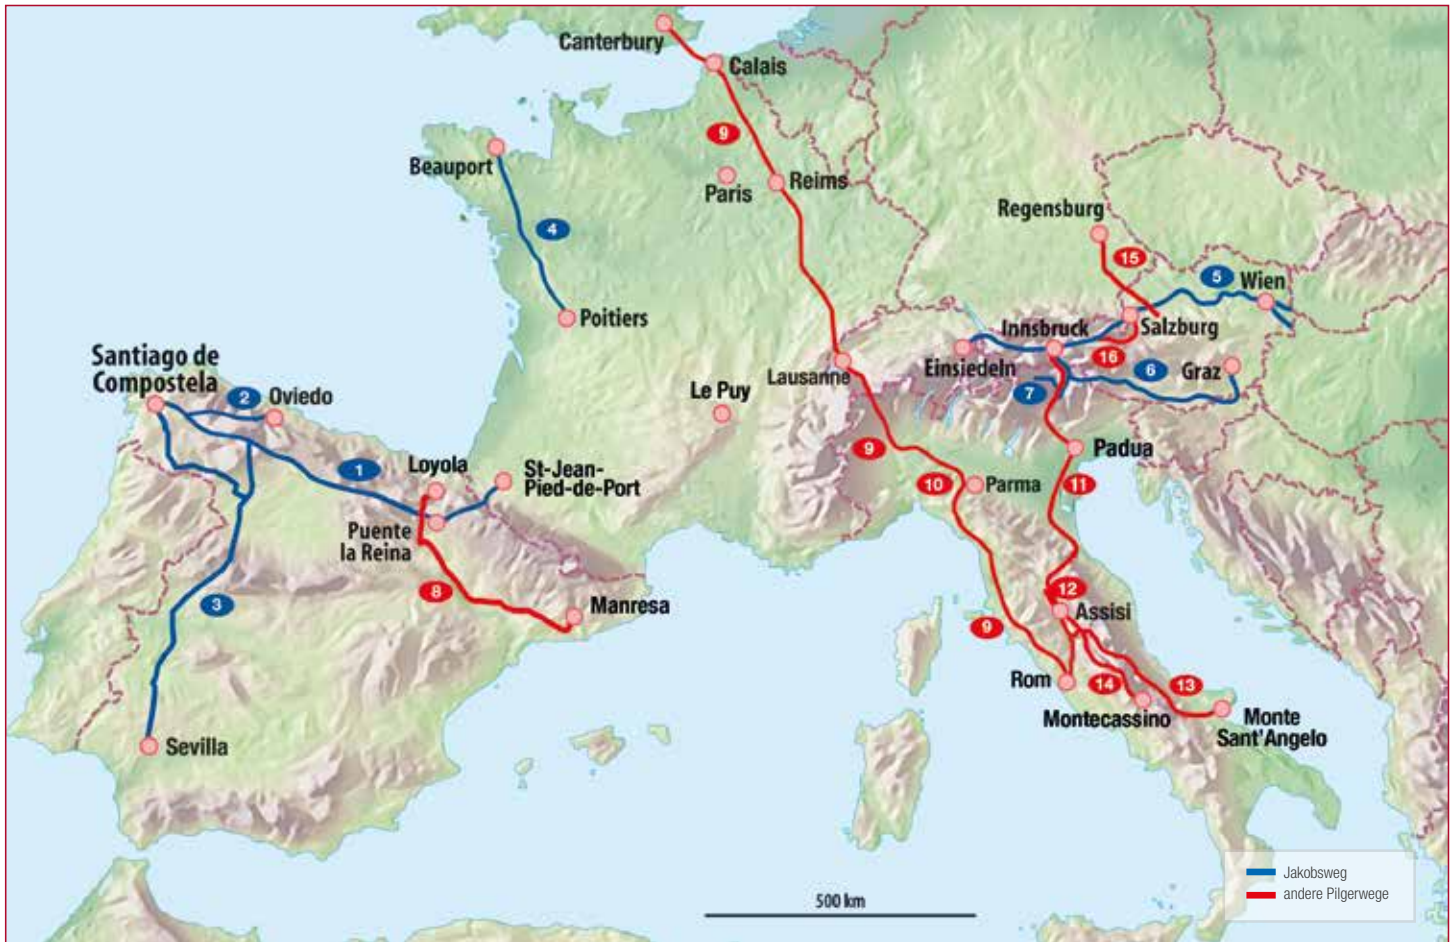 Canterbury
Calais
9
Beauport
Paris
Reims
4
Regensburg
15
5
Wien
Poitiers
Innsbruck
Salzburg
Santiago de
Compostela
Lausanne
Einsiedeln
16
6
Graz
7
2
Oviedo
Le Puy
1
Loyola
St-Jean-
Pied-de-Port
9
Padua
10
Parma
11
Puente
la Reina
8
Manresa
3
12
Assisi
9
Rom
14
13
Montecassino
Monte
Sant'Angelo
Sevilla
Jakobsweg
andere Pilgerwege
500 km